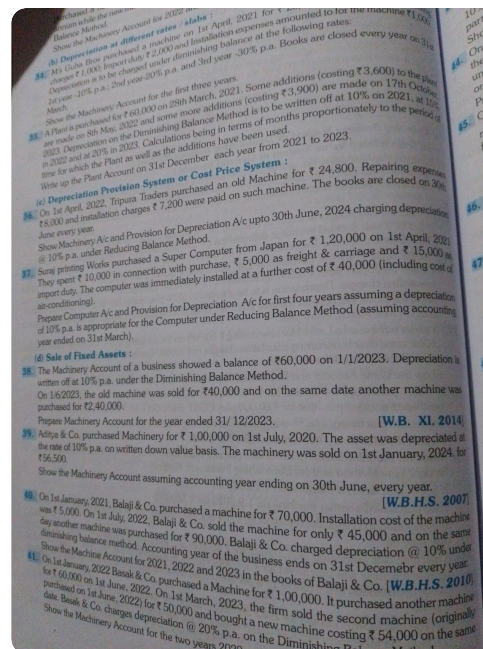 Show the Machinery Account for 2022 and
(b) Depreciation at different rates / slabs :
34. M/s Guha Bros purchased a machine on 1st April, 2021 for ₹
charges ₹ 1,000; Import duty ₹ 2,000 and Installation expenses amounted to for the machine ₹1,000
Depreciation is to be charged under diminishing balance at the following rates:
1st year -10% p.a.; 2nd year-20% p.a. and 3rd year -30% p.a. Books are closed every year on 31st
March.
Show the Machinery Account for the first three years.
35. A Plant is purchased for ₹ 60,000 on 28th March, 2021. Some additions (costing ₹3,600) to the plant
are made on 8th May, 2022 and some more additions (costing ₹3,900) are made on 17th October
2023. Depreciation on the Diminishing Balance Method is to be written off at 10% on 2021, at 15%
in 2022 and at 20% in 2023. Calculations being in terms of months proportionately to the period of
time for which the Plant as well as the additions have been used.
Write up the Plant Account on 31st December each year from 2021 to 2023.
(c) Depreciation Provision System or Cost Price System :
36. On 1st April, 2022, Tripura Traders purchased an old Machine for ₹ 24,800. Repairing expenses
₹8,000 and installation charges ₹ 7,200 were paid on such machine. The books are closed on 30th
June every year.
Show Machinery A/c and Provision for Depreciation A/c upto 30th June, 2024 charging depreciation
@ 10% p.a. under Reducing Balance Method.
37. Suraj printing Works purchased a Super Computer from Japan for ₹ 1,20,000 on 1st April, 2021
They spent ₹ 10,000 in connection with purchase, ₹ 5,000 as freight & carriage and ₹ 15,000 as
import duty. The computer was immediately installed at a further cost of ₹ 40,000 (including cost of
air-conditioning).
Prepare Computer A/c and Provision for Depreciation A/c for first four years assuming a depreciation
of 10% p.a. is appropriate for the Computer under Reducing Balance Method (assuming accounting
year ended on 31st March).
(d) Sale of Fixed Assets :
38. The Machinery Account of a business showed a balance of ₹60,000 on 1/1/2023. Depreciation is
written off at 10% p.a. under the Diminishing Balance Method.
On 1/6/2023, the old machine was sold for ₹40,000 and on the same date another machine was
purchased for ₹2,40,000.
Prepare Machinery Account for the year ended 31/ 12/2023. [W.B. XI. 2014]
39. Aditya & Co. purchased Machinery for ₹ 1,00,000 on 1st July, 2020. The asset was depreciated at
the rate of 10% p.a. on written down value basis. The machinery was sold on 1st January, 2024. for
₹56,500.
Show the Machinery Account assuming accounting year ending on 30th June, every year.
[W.B.H.S. 2007]
40. On 1st January, 2021, Balaji & Co. purchased a machine for ₹ 70,000. Installation cost of the machine
was ₹ 5,000. On 1st July, 2022, Balaji & Co. sold the machine for only ₹ 45,000 and on the same
day another machine was purchased for ₹ 90,000. Balaji & Co. charged depreciation @ 10% under
diminishing balance method. Accounting year of the business ends on 31st Decemebr every year.
Show the Machine Account for 2021, 2022 and 2023 in the books of Balaji & Co. [W.B.H.S. 2010]
41. On 1st January, 2022 Basak & Co. purchased a Machine for ₹ 1,00,000. It purchased another machine
for ₹ 60,000 on 1st June, 2022. On 1st March, 2023, the firm sold the second machine (originally
purchased on 1st June, 2022) for ₹ 50,000 and bought a new machine costing ₹ 54,000 on the same
date. Basak & Co. charges depreciation @ 20% p.a. on the Diminishing
Show the Machinery Account for the two years
44.
45.
46.
47